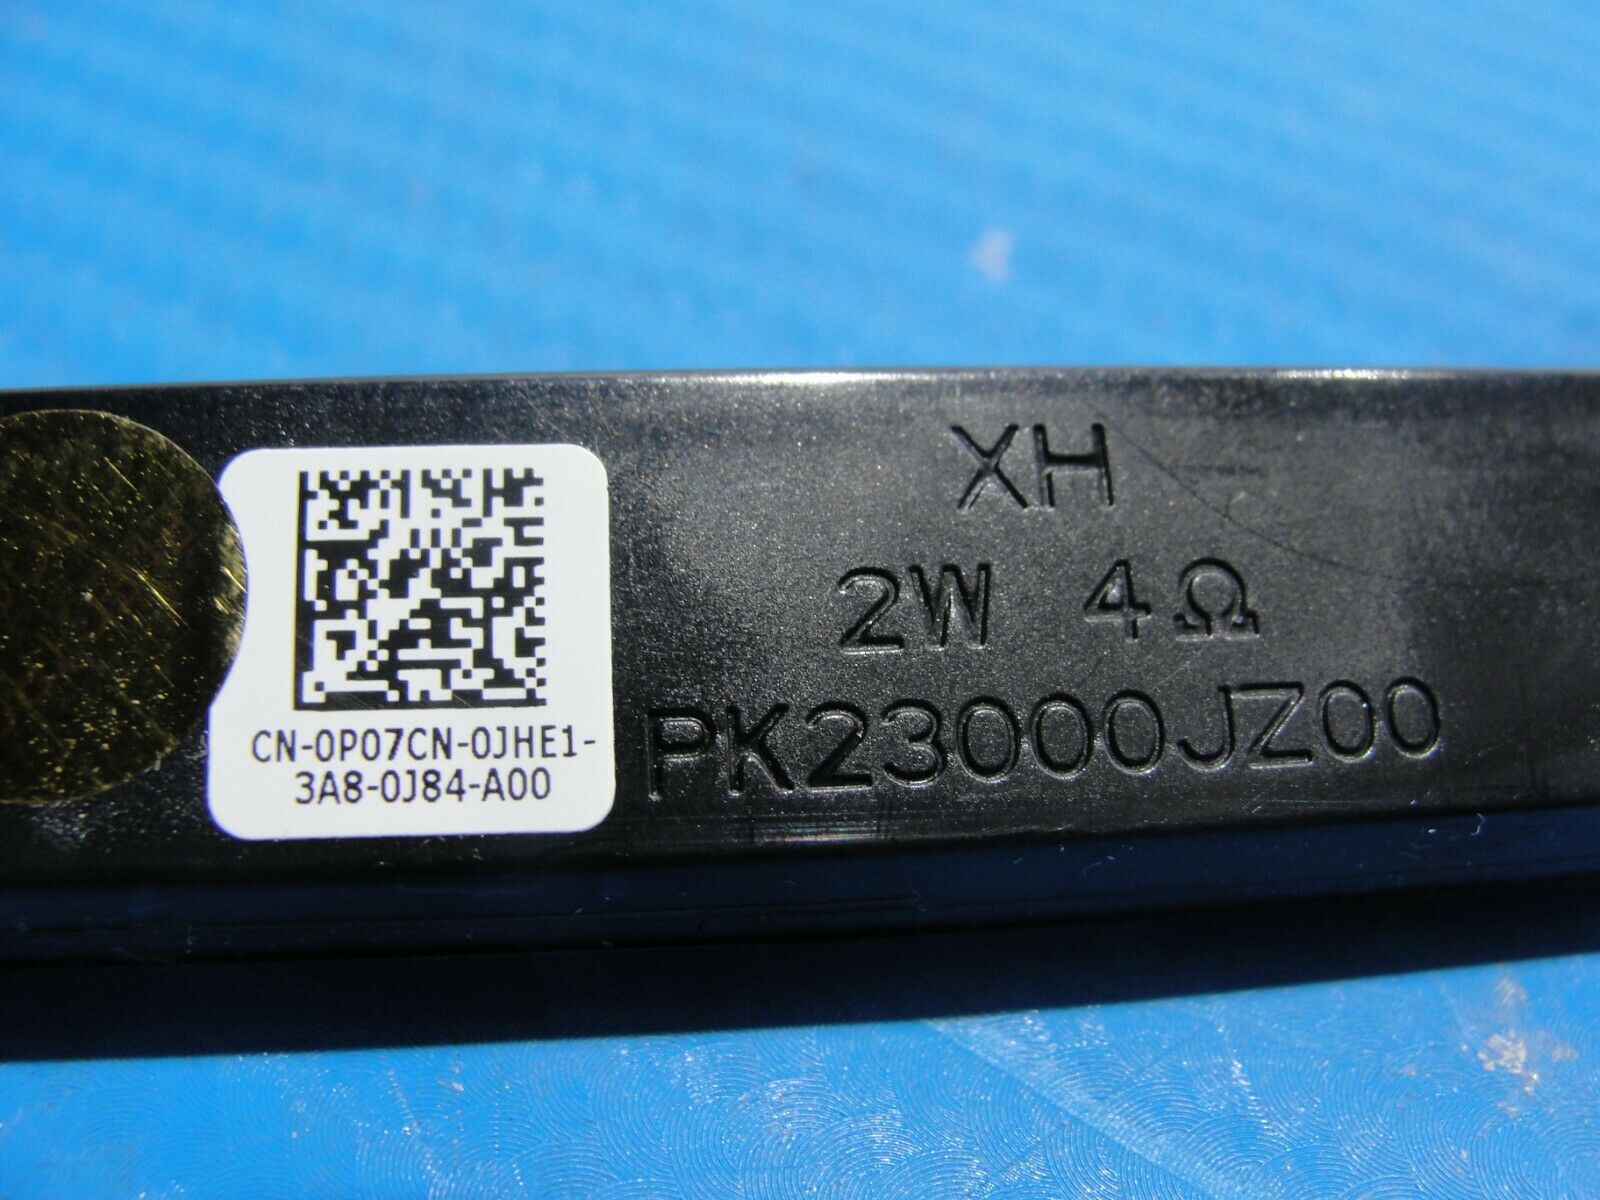 CN-0P07CN-0JHE1-
3A8-0J84-A00
XH
2W 4Ω
PK23000JZ00